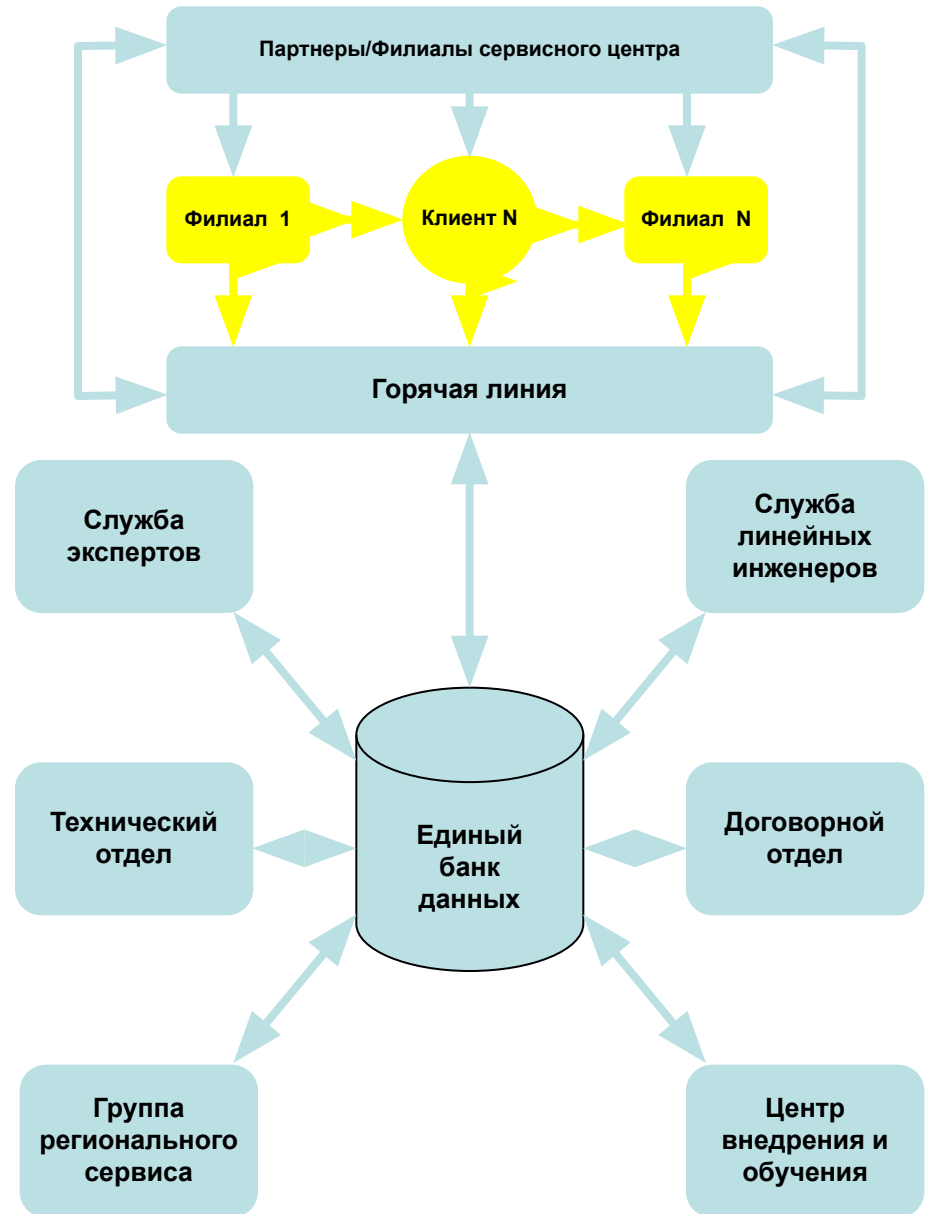 Партнеры/Филиалы сервисного центра
Филиал 1
Клиент N
Филиал N
Горячая линия
Служба
экспертов
Служба
линейных
инженеров
Технический
отдел
Единый
банк
данных
Договорной
отдел
Группа
регионального
сервиса
Центр
внедрения и
обучения